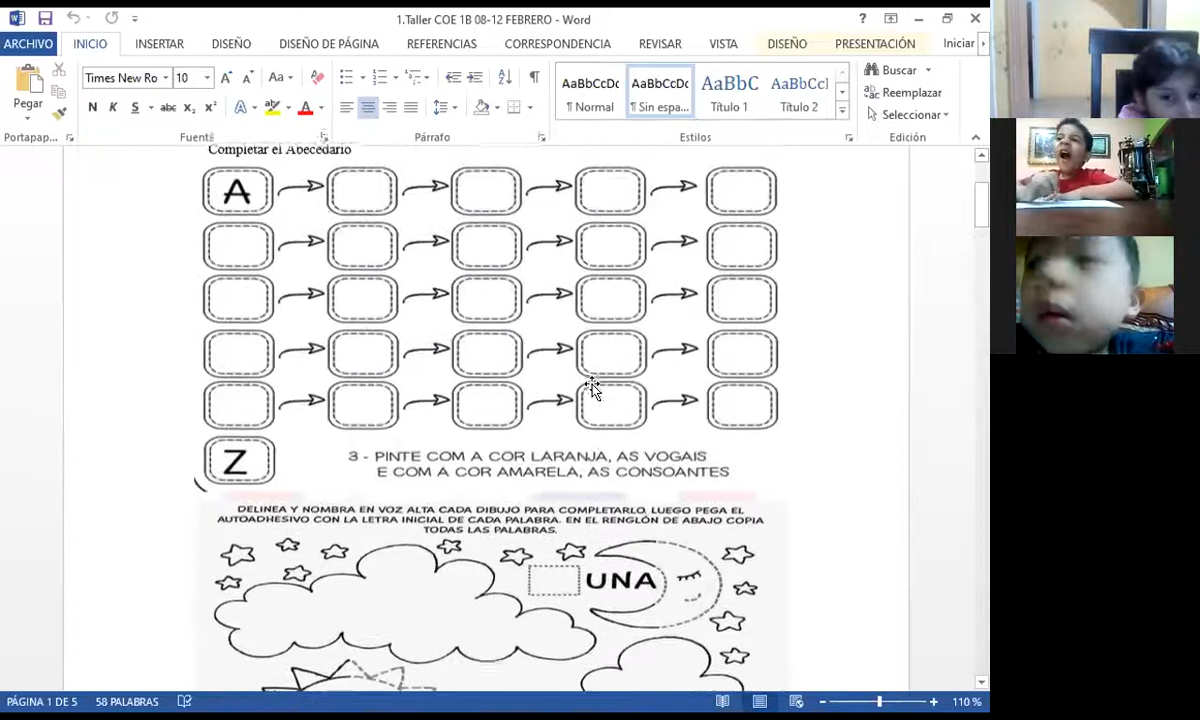 1.Taller COE 1B 08-12 FEBRERO - Word
ARCHIVO INICIO INSERTAR DISEÑO DISEÑO DE PÁGINA REFERENCIAS CORRESPONDENCIA REVISAR VISTA DISEÑO PRESENTACIÓN Iniciar
Times New Ro 10
Pegar
N K S abc x₂ x²
AaBbCcDc AaBbCcDc AaBbC AaBbCcl
¶ Normal ¶ Sin espa... Título 1 Título 2
Buscar
Reemplazar
Seleccionar
Portapap... Fuente Párrafo Estilos Edición
Completar el Abecedario
A
Z
3 - PINTE COM A COR LARANJA, AS VOGAIS
E COM A COR AMARELA, AS CONSOANTES
DELINEA Y NOMBRA EN VOZ ALTA CADA DIBUJO PARA COMPLETARLO. LUEGO PEGA EL
AUTOADHESIVO CON LA LETRA INICIAL DE CADA PALABRA. EN EL RENGLÓN DE ABAJO COPIA
TODAS LAS PALABRAS.
UNA
PÁGINA 1 DE 5 58 PALABRAS 110 %